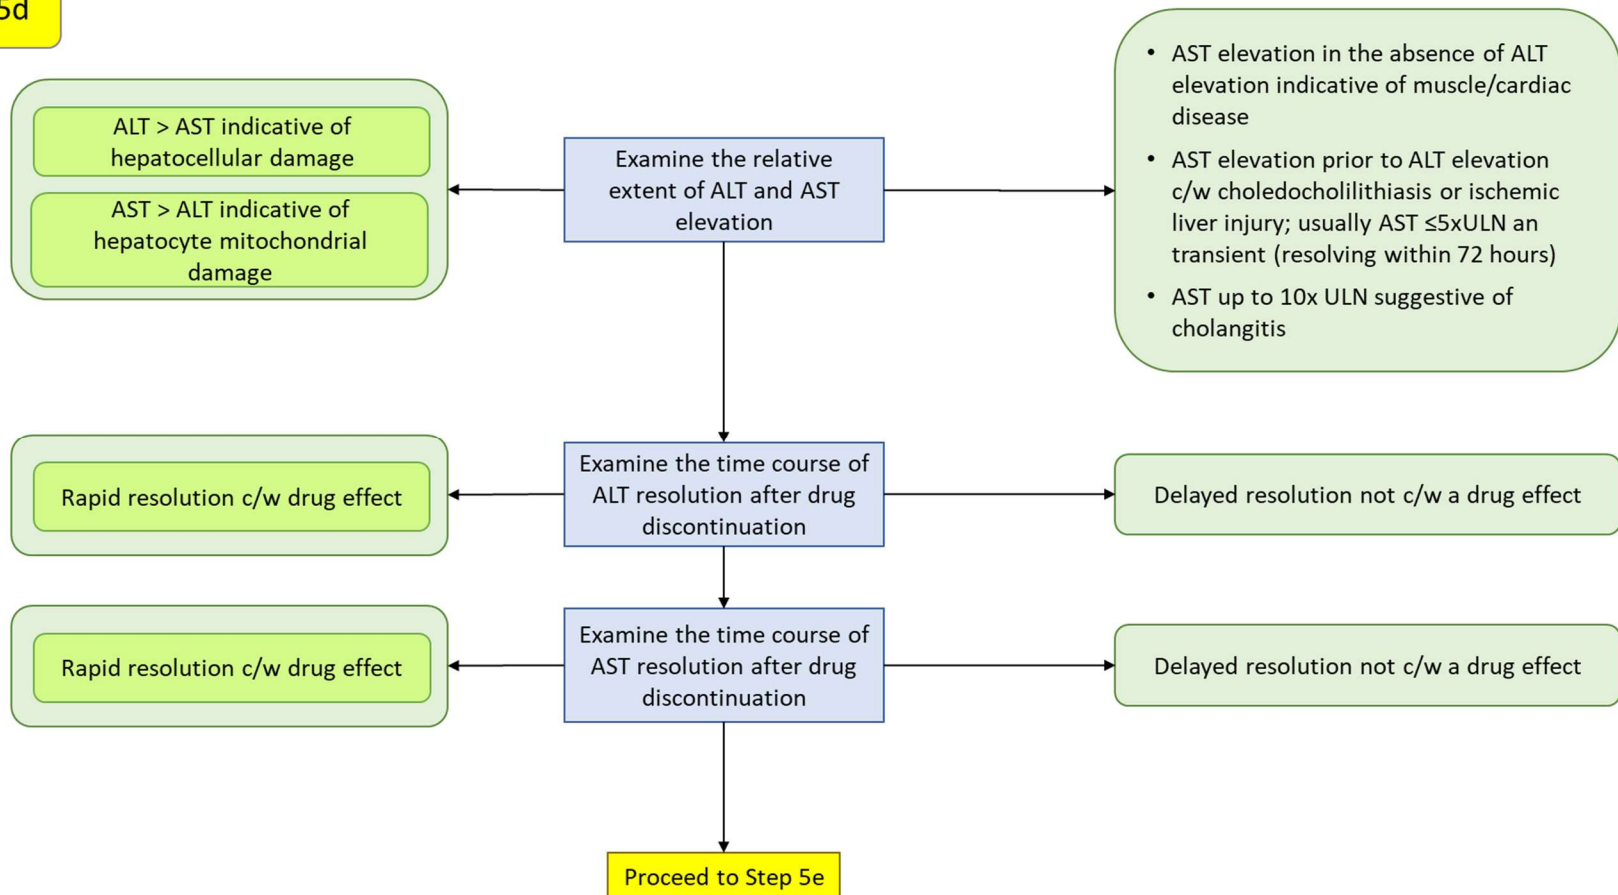 5d
ALT > AST indicative of
hepatocellular damage
AST > ALT indicative of
hepatocyte mitochondrial
damage
Examine the relative
extent of ALT and AST
elevation
• AST elevation in the absence of ALT
elevation indicative of muscle/cardiac
disease
• AST elevation prior to ALT elevation
c/w choledocholilithiasis or ischemic
liver injury; usually AST ≤5xULN an
transient (resolving within 72 hours)
• AST up to 10x ULN suggestive of
cholangitis
Rapid resolution c/w drug effect
Examine the time course of
ALT resolution after drug
discontinuation
Delayed resolution not c/w a drug effect
Rapid resolution c/w drug effect
Examine the time course of
AST resolution after drug
discontinuation
Delayed resolution not c/w a drug effect
Proceed to Step 5e